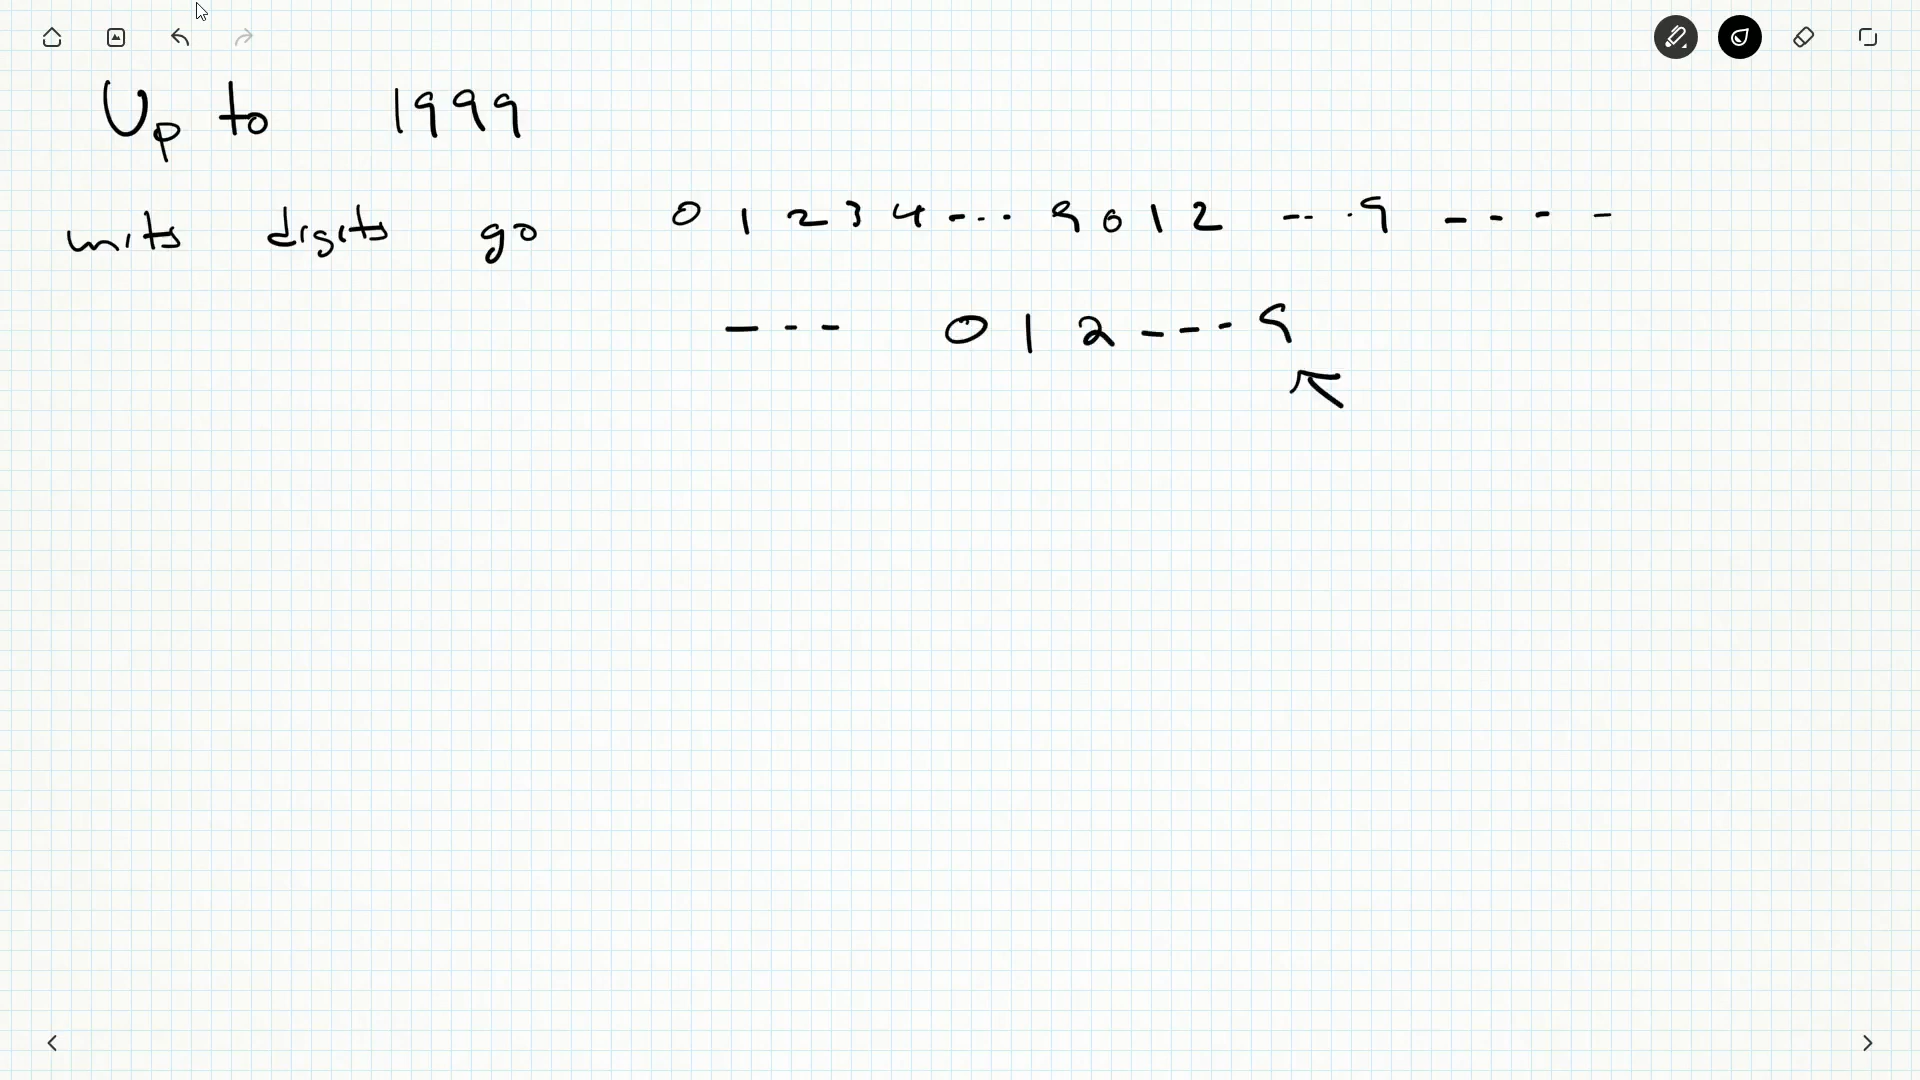 Up to 1999
units digits go 0 1 2 3 4 ---- 9 0 1 2 --- 9 - - - -
--- 0 1 2 --- 9